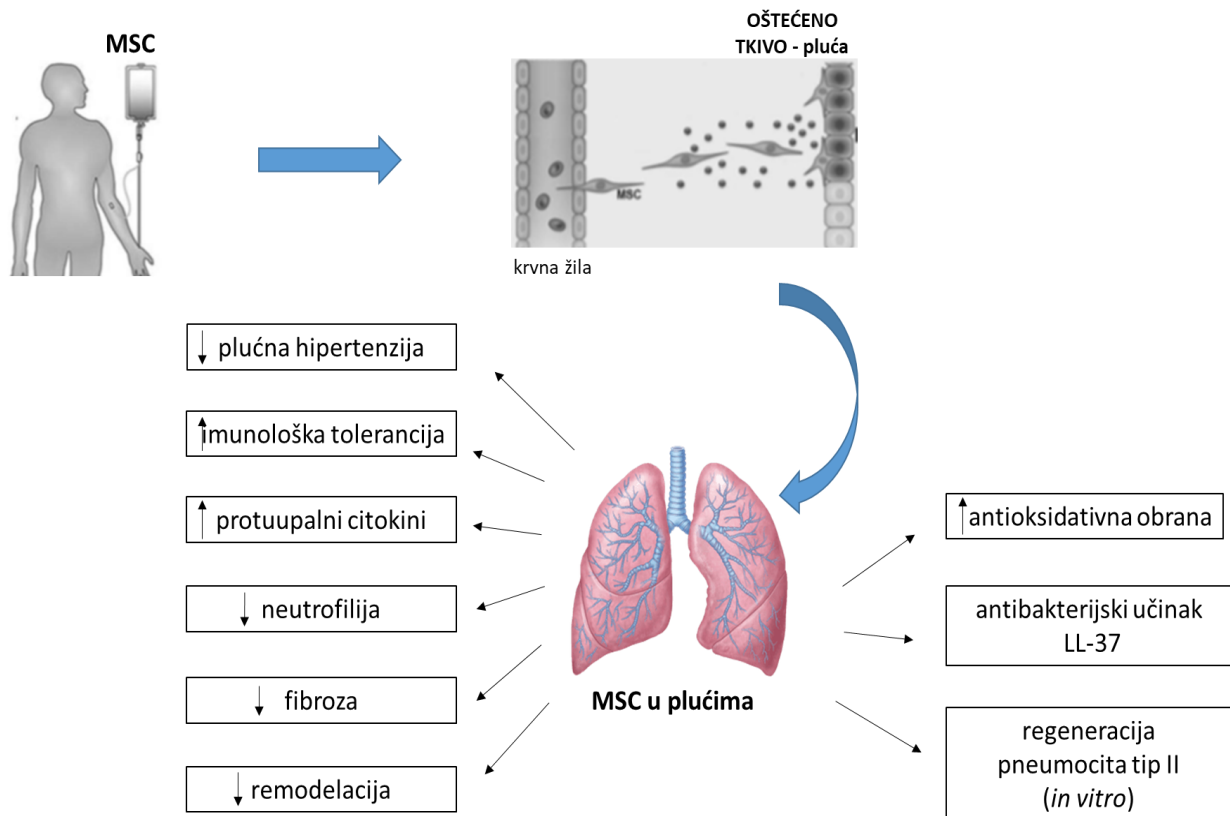 MSC
OŠTEĆENO
TKIVO - pluća
MSC
krvna žila
↓ plućna hipertenzija
↑ imunološka tolerancija
↑ protuupalni citokini
↓ neutrofilija
↓ fibroza
↓ remodelacija
MSC u plućima
↑ antioksidativna obrana
antibakterijski učinak
LL-37
regeneracija
pneumocita tip II
(in vitro)